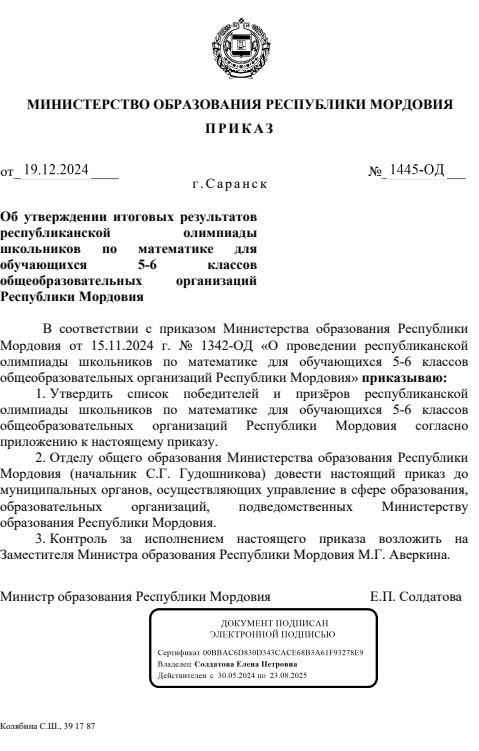 МИНИСТЕРСТВО ОБРАЗОВАНИЯ РЕСПУБЛИКИ МОРДОВИЯ
ПРИКАЗ
от 19.12.2024
№ 1445-ОД
г.Саранск
Об утверждении итоговых результатов
республиканской олимпиады
школьников по математике для
обучающихся 5-6 классов
общеобразовательных организаций
Республики Мордовия
В соответствии с приказом Министерства образования Республики
Мордовия от 15.11.2024 г. № 1342-ОД «О проведении республиканской
олимпиады школьников по математике для обучающихся 5-6 классов
общеобразовательных организаций Республики Мордовия» приказываю:
1. Утвердить список победителей и призёров республиканской
олимпиады школьников по математике для обучающихся 5-6 классов
общеобразовательных организаций Республики Мордовия согласно
приложению к настоящему приказу.
2. Отделу общего образования Министерства образования Республики
Мордовия (начальник С.Г. Гудошникова) довести настоящий приказ до
муниципальных органов, осуществляющих управление в сфере образования,
образовательных организаций, подведомственных Министерству
образования Республики Мордовия.
3. Контроль за исполнением настоящего приказа возложить на
Заместителя Министра образования Республики Мордовия М.Г. Аверкина.
Министр образования Республики Мордовия
Е.П. Солдатова
ДОКУМЕНТ ПОДПИСАН
ЭЛЕКТРОННОЙ ПОДПИСЬЮ
Сертификат 00BBAC6D830D343CACE68B3A61F93278E9
Владелец Солдатова Елена Петровна
Действителен с 30.05.2024 по 23.08.2025
Колябина С.Ш., 39 17 87